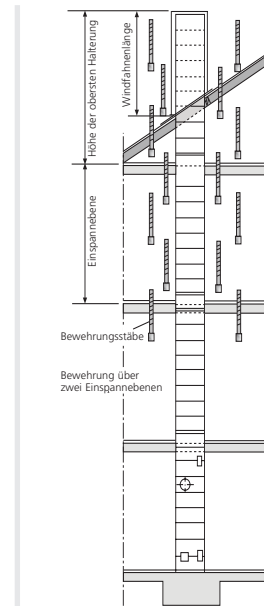 Höhe der obersten Halterung
Windfahnenlänge
Einspannebene
Bewehrungsstäbe
Bewehrung über
zwei Einspannebenen